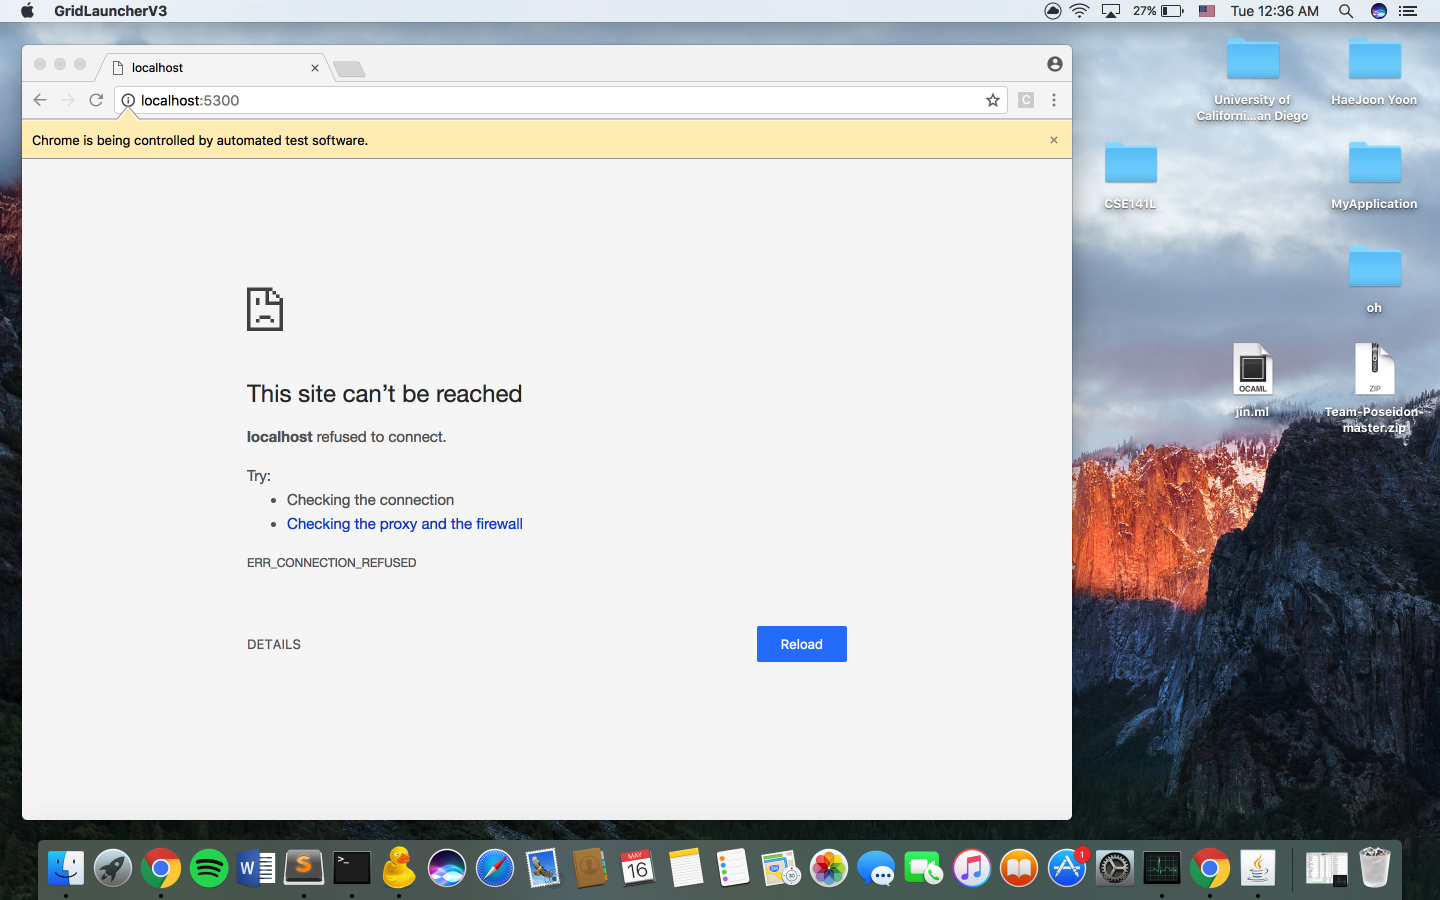 GridLauncherV3
27%
Tue 12:36 AM
localhost
localhost:5300
C
Chrome is being controlled by automated test software.
This site can’t be reached
localhost refused to connect.
Try:
Checking the connection
Checking the proxy and the firewall
ERR_CONNECTION_REFUSED
DETAILS
Reload
University of
Californi...an Diego
HaeJoon Yoon
CSE141L
MyApplication
oh
OCAML
jin.ml
ZIP
Team-Poseidon-
master.zip
W
S
>_
MAY
16
1